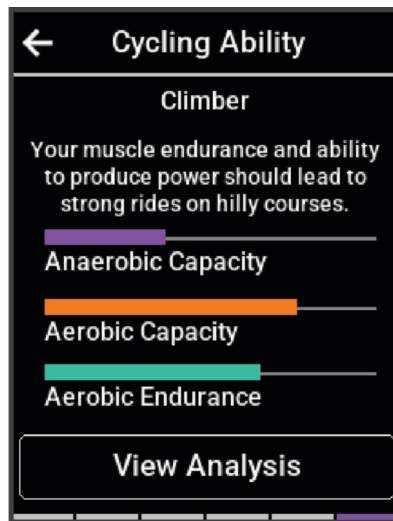 Cycling Ability
Climber
Your muscle endurance and ability
to produce power should lead to
strong rides on hilly courses.
Anaerobic Capacity
Aerobic Capacity
Aerobic Endurance
View Analysis